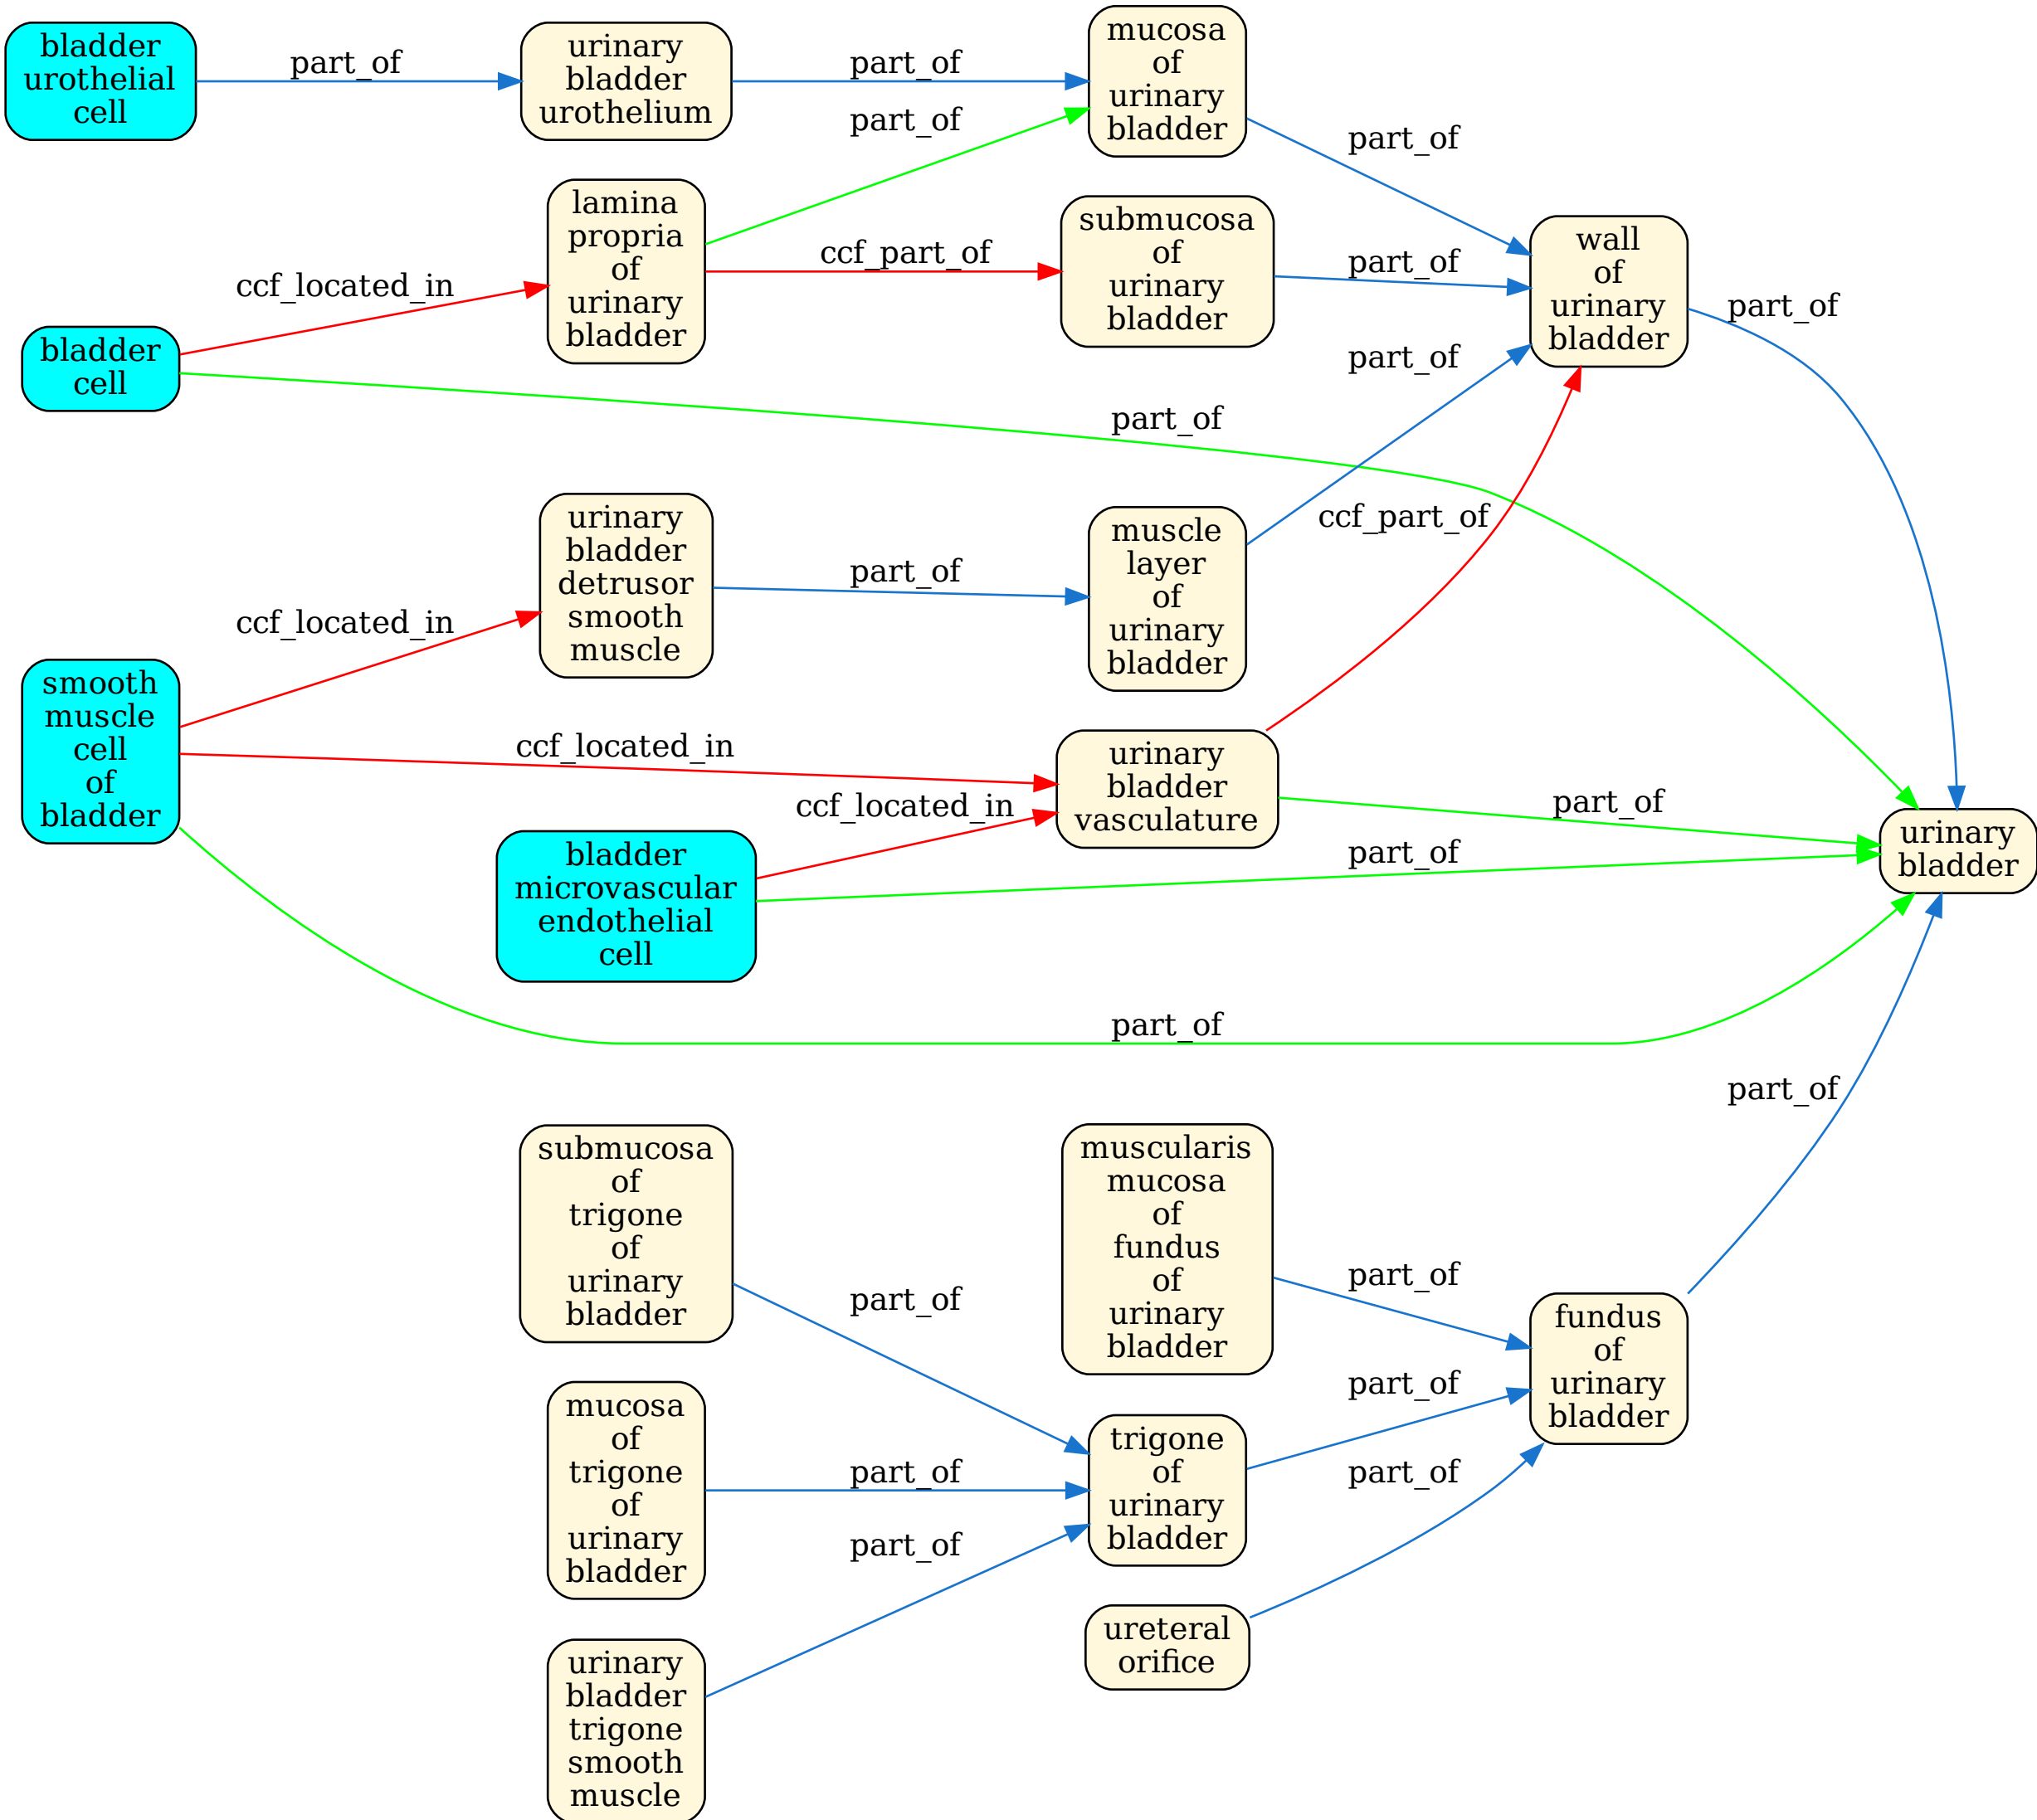 bladder
urothelial
cell
part_of
urinary
bladder
urothelium
part_of
mucosa
of
urinary
bladder
part_of
part_of
lamina
propria
of
urinary
bladder
ccf_part_of
submucosa
of
urinary
bladder
part_of
wall
of
urinary
bladder
part_of
ccf_located_in
bladder
cell
part_of
part_of
urinary
bladder
detrusor
smooth
muscle
part_of
muscle
layer
of
urinary
bladder
ccf_part_of
ccf_located_in
smooth
muscle
cell
of
bladder
ccf_located_in
urinary
bladder
vasculature
part_of
ccf_located_in
bladder
microvascular
endothelial
cell
part_of
urinary
bladder
part_of
part_of
submucosa
of
trigone
of
urinary
bladder
part_of
muscularis
mucosa
of
fundus
of
urinary
bladder
part_of
fundus
of
urinary
bladder
mucosa
of
trigone
of
urinary
bladder
part_of
trigone
of
urinary
bladder
part_of
part_of
part_of
urinary
bladder
trigone
smooth
muscle
ureteral
orifice